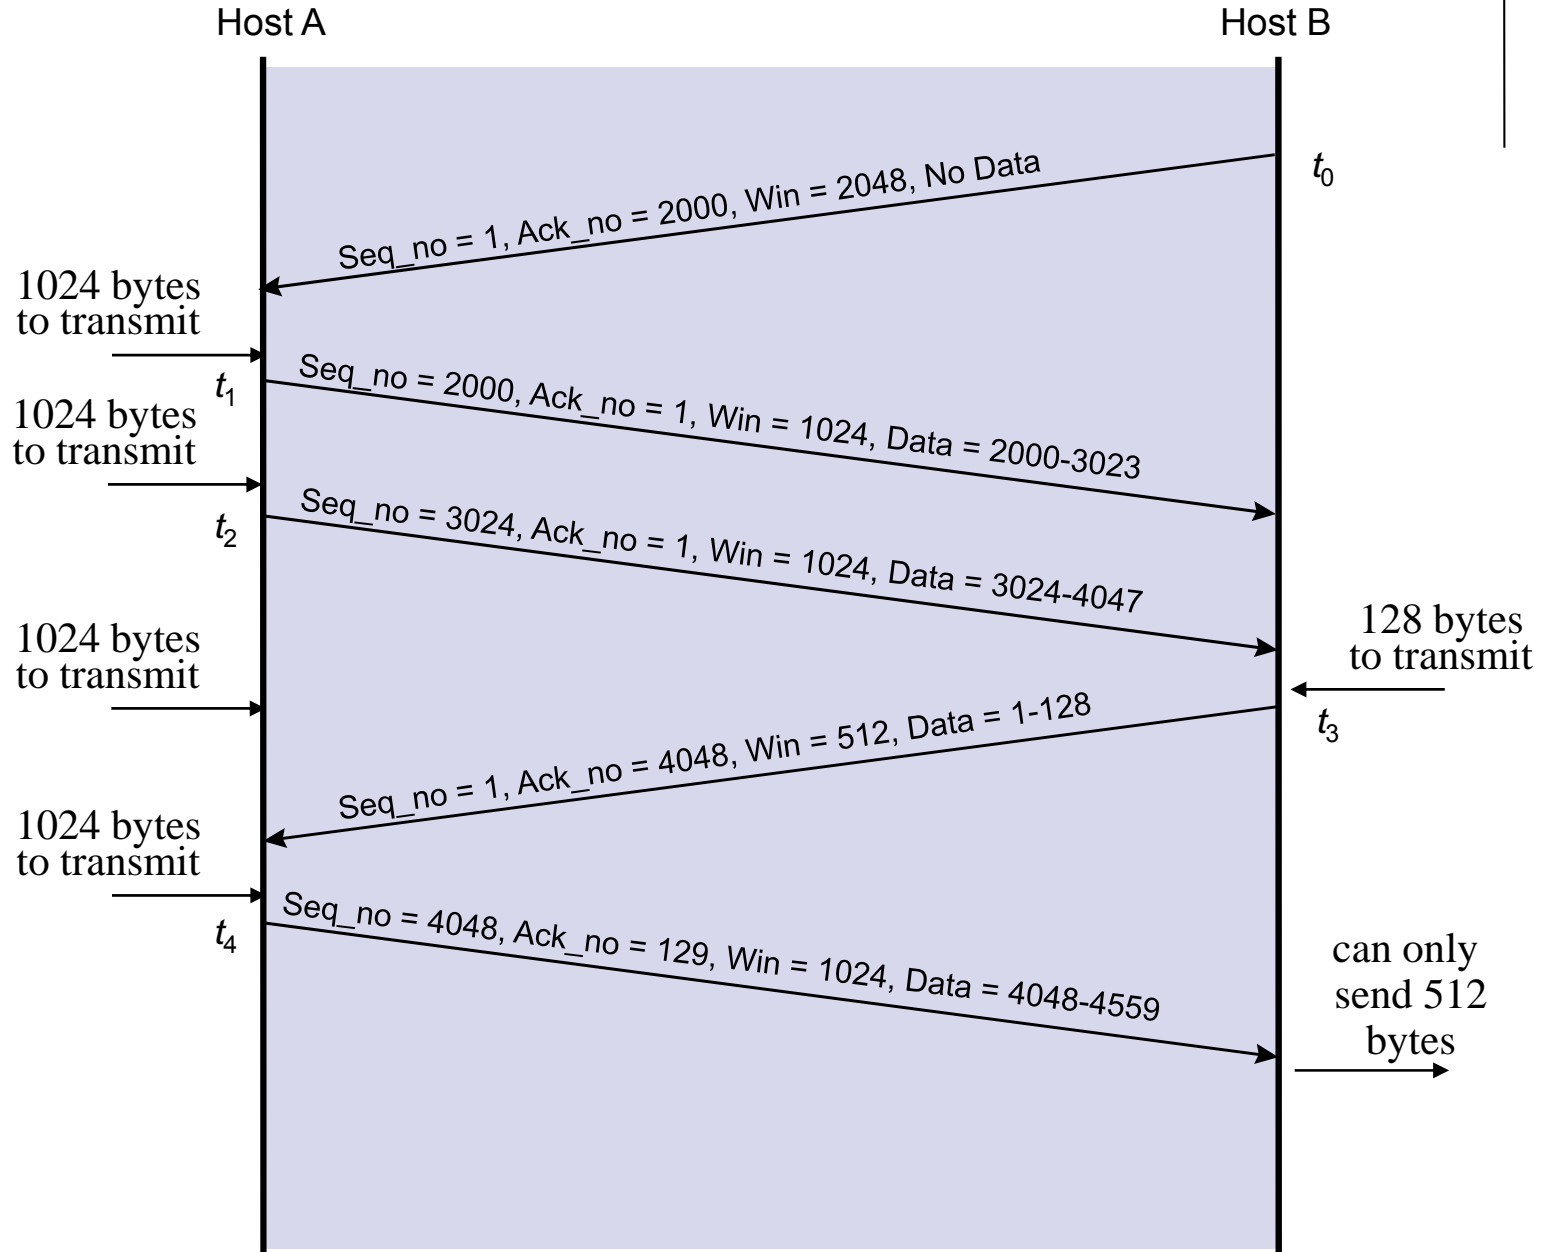 Host A
Host B
t0
Seq_no = 1, Ack_no = 2000, Win = 2048, No Data
1024 bytes
to transmit
t1
Seq_no = 2000, Ack_no = 1, Win = 1024, Data = 2000-3023
1024 bytes
to transmit
t2
Seq_no = 3024, Ack_no = 1, Win = 1024, Data = 3024-4047
128 bytes
to transmit
1024 bytes
to transmit
t3
Seq_no = 1, Ack_no = 4048, Win = 512, Data = 1-128
1024 bytes
to transmit
t4
Seq_no = 4048, Ack_no = 129, Win = 1024, Data = 4048-4559
can only
send 512
bytes